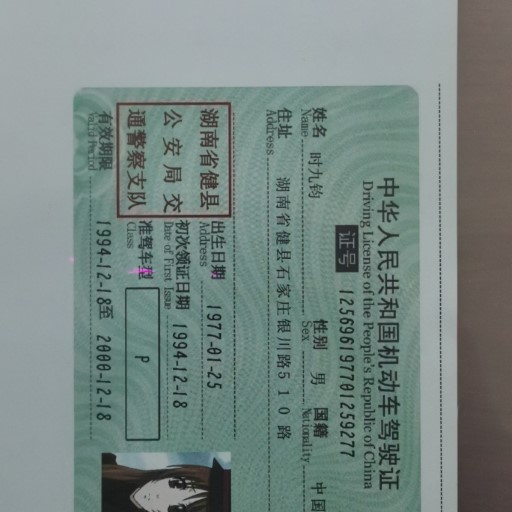 中华人民共和国机动车驾驶证
Driving License of the People's Republic of China
证号 125696197701259277
姓名 时九钧 性别 男 国籍 中国
Name Sex Nationality
住址 湖南省健县石家庄银川路510路
Address
湖南省健县
公安局交
通警察支队
出生日期 1977-01-25
Address
初次领证日期 1994-12-18
Date of First Issue
准驾车型 P
Class
有效期限 1994-12-18至 2000-12-18
Valid Period